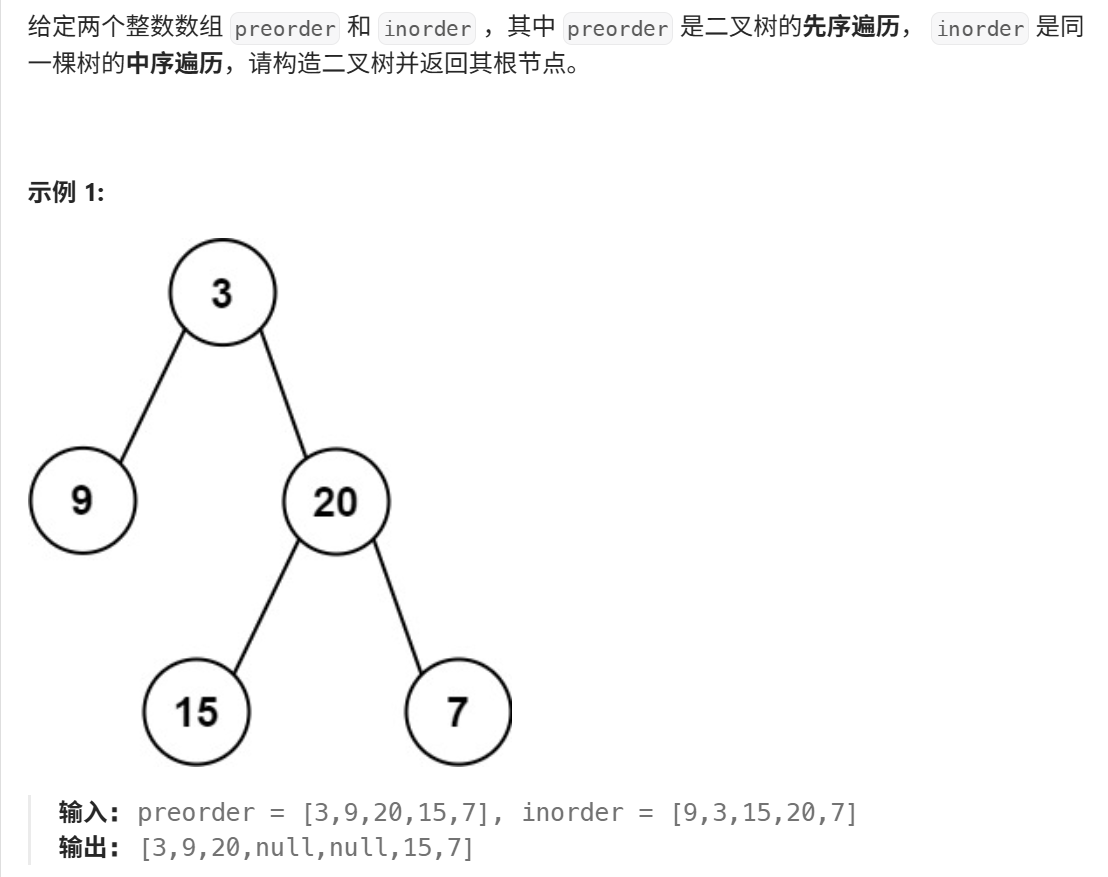 给定两个整数数组 preorder 和 inorder ，其中 preorder 是二叉树的先序遍历， inorder 是同
一棵树的中序遍历，请构造二叉树并返回其根节点。
示例 1:
3
9
20
15
7
输入：preorder = [3,9,20,15,7], inorder = [9,3,15,20,7]
输出：[3,9,20,null,null,15,7]